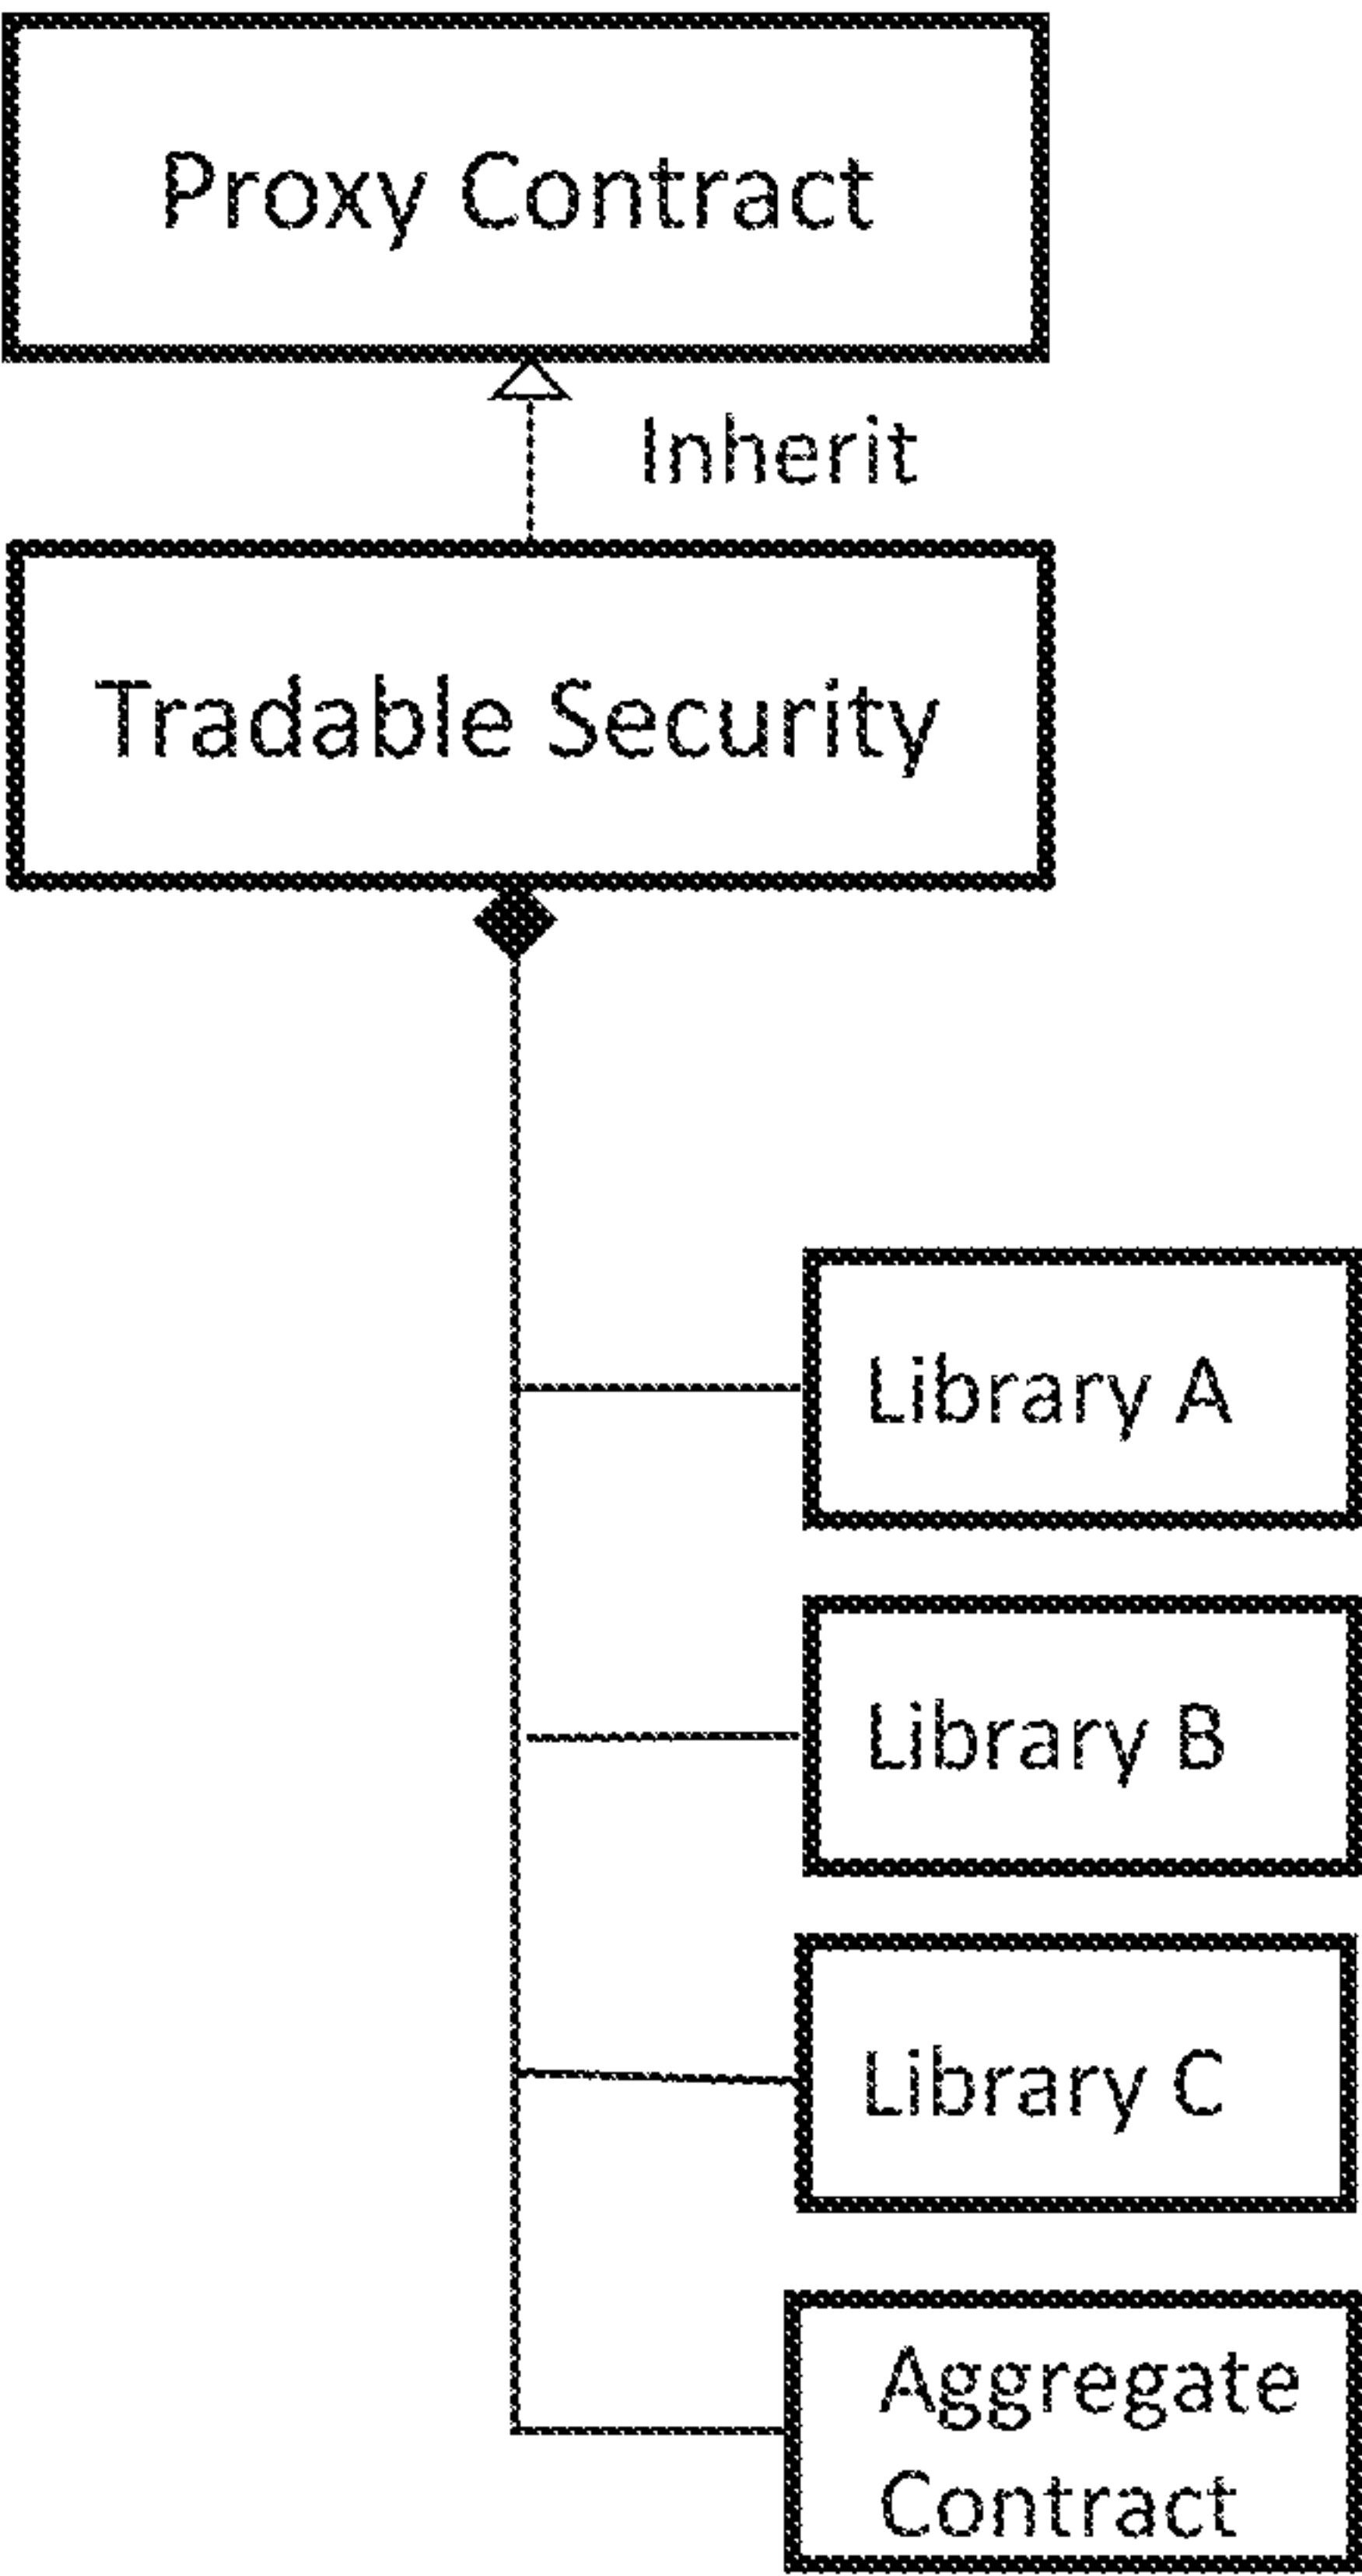 Proxy Contract
Inherit
Tradable Security
Library A
Library B
Library C
Aggregate
Contract